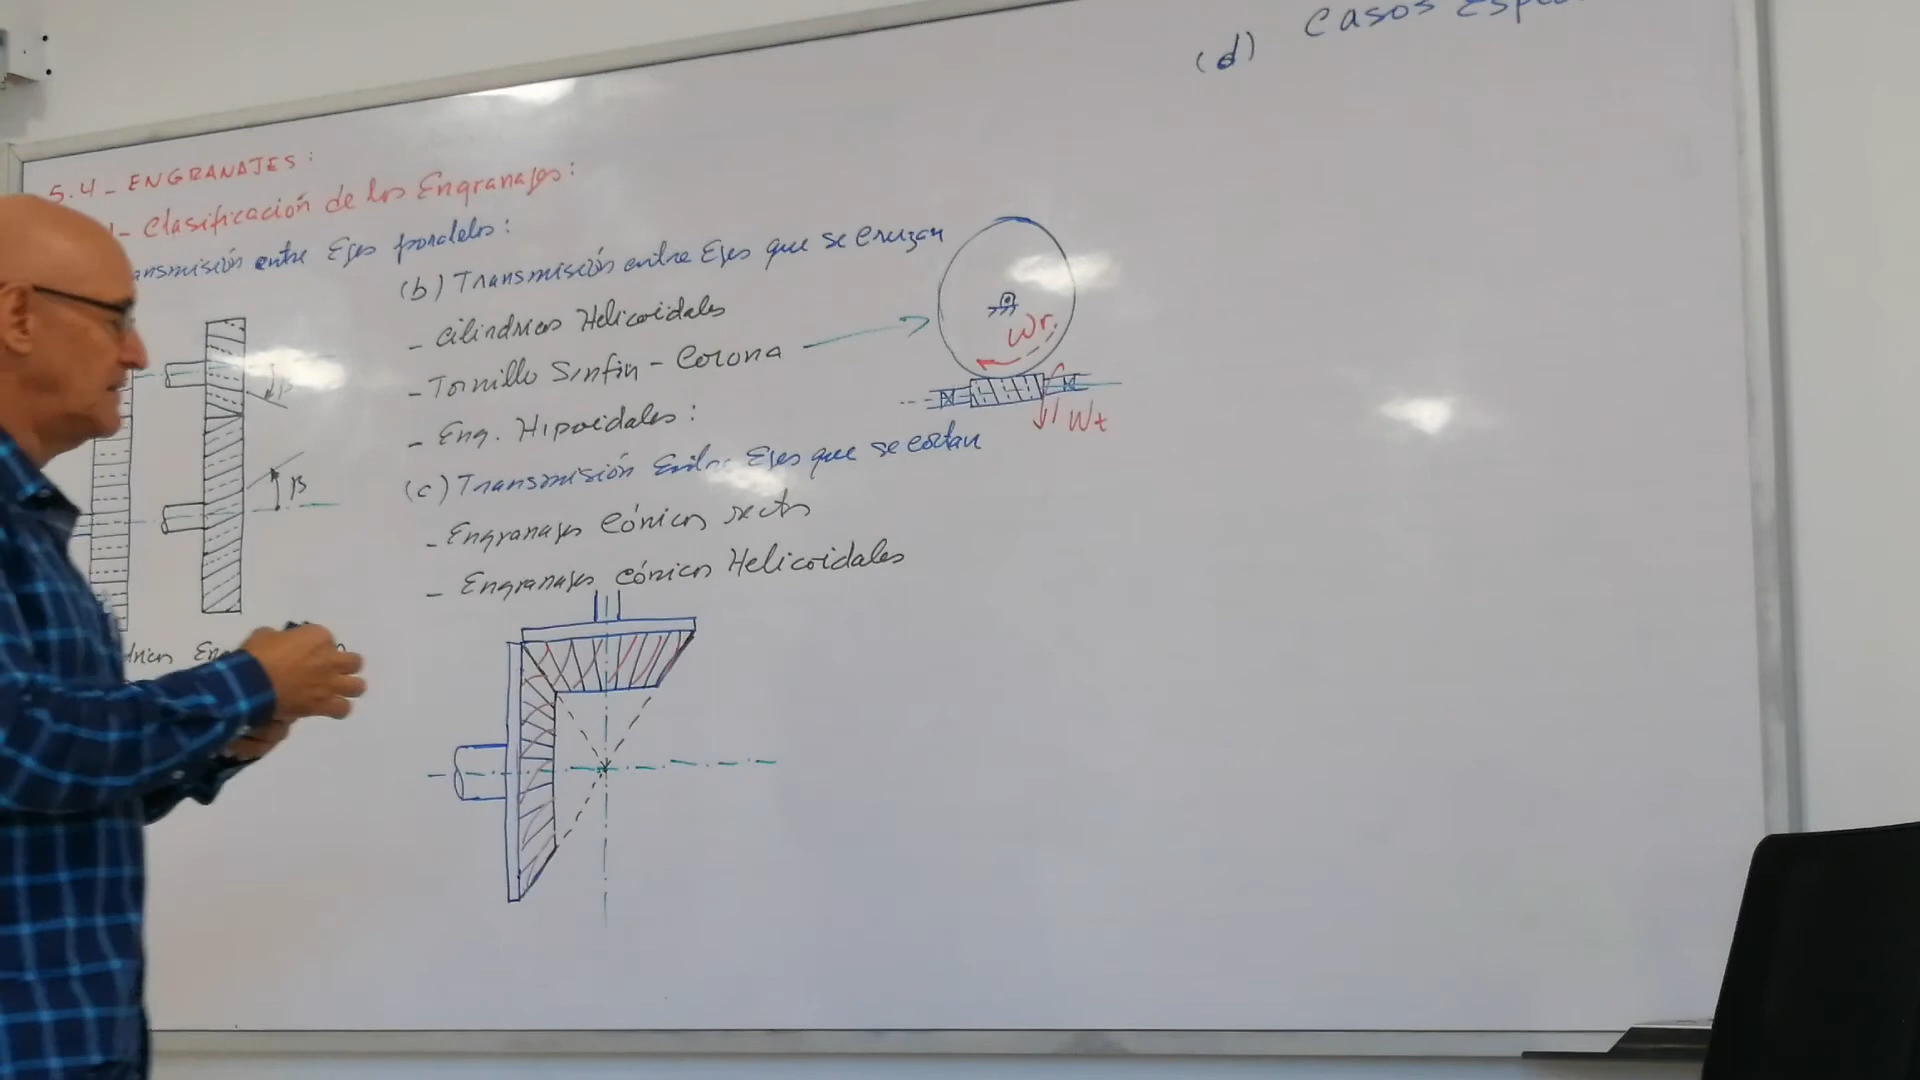 5.4- ENGRANAJES:
1- Clasificación de los Engranajes:
ansmisión entre Ejes paralelos:
β
β
(b) Transmisión entre Ejes que se cruzan
- Cilindricos Helicoidales
- Tornillo Sinfin - Corona
- Eng. Hipoidales:
Wr.
Wt
(c) Transmisión Entre Ejes que se cortan
- Engranajes cónicos rectos
- Engranajes cónicos Helicoidales
(d) Casos